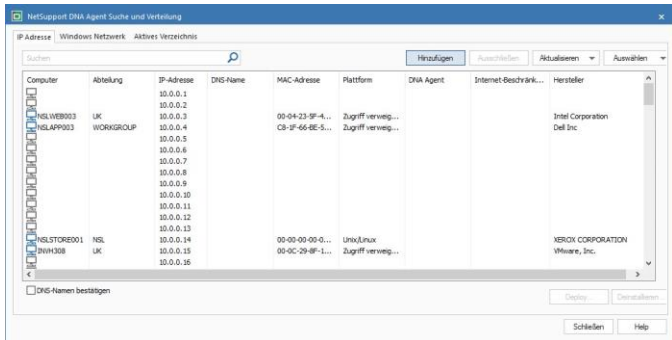 NetSupport DNA Agent Suche und Verteilung
IP Adresse Windows Netzwerk Aktives Verzeichnis
Suchen Hinzufügen Ausschließen Aktualisieren Auswählen
Computer Abteilung IP-Adresse DNS-Name MAC-Adresse Plattform DNA Agent Internet-Beschränk... Hersteller
10.0.0.1
10.0.0.2
NSLWEB003 UK 10.0.0.3 00-04-23-5F-4... Zugriff verweig... Intel Corporation
NSLAPP003 WORKGROUP 10.0.0.4 C8-1F-66-BE-5... Zugriff verweig... Dell Inc
10.0.0.5
10.0.0.6
10.0.0.7
10.0.0.8
10.0.0.9
10.0.0.10
10.0.0.11
10.0.0.12
10.0.0.13
NSLSTORE001 NSL 10.0.0.14 00-00-00-00-0... Unix/Linux XEROX CORPORATION
INVH308 UK 10.0.0.15 00-0C-29-8F-1... Zugriff verweig... VMware, Inc.
10.0.0.16
DNS-Namen bestätigen
Deploy Deinstallieren
Schließen Help